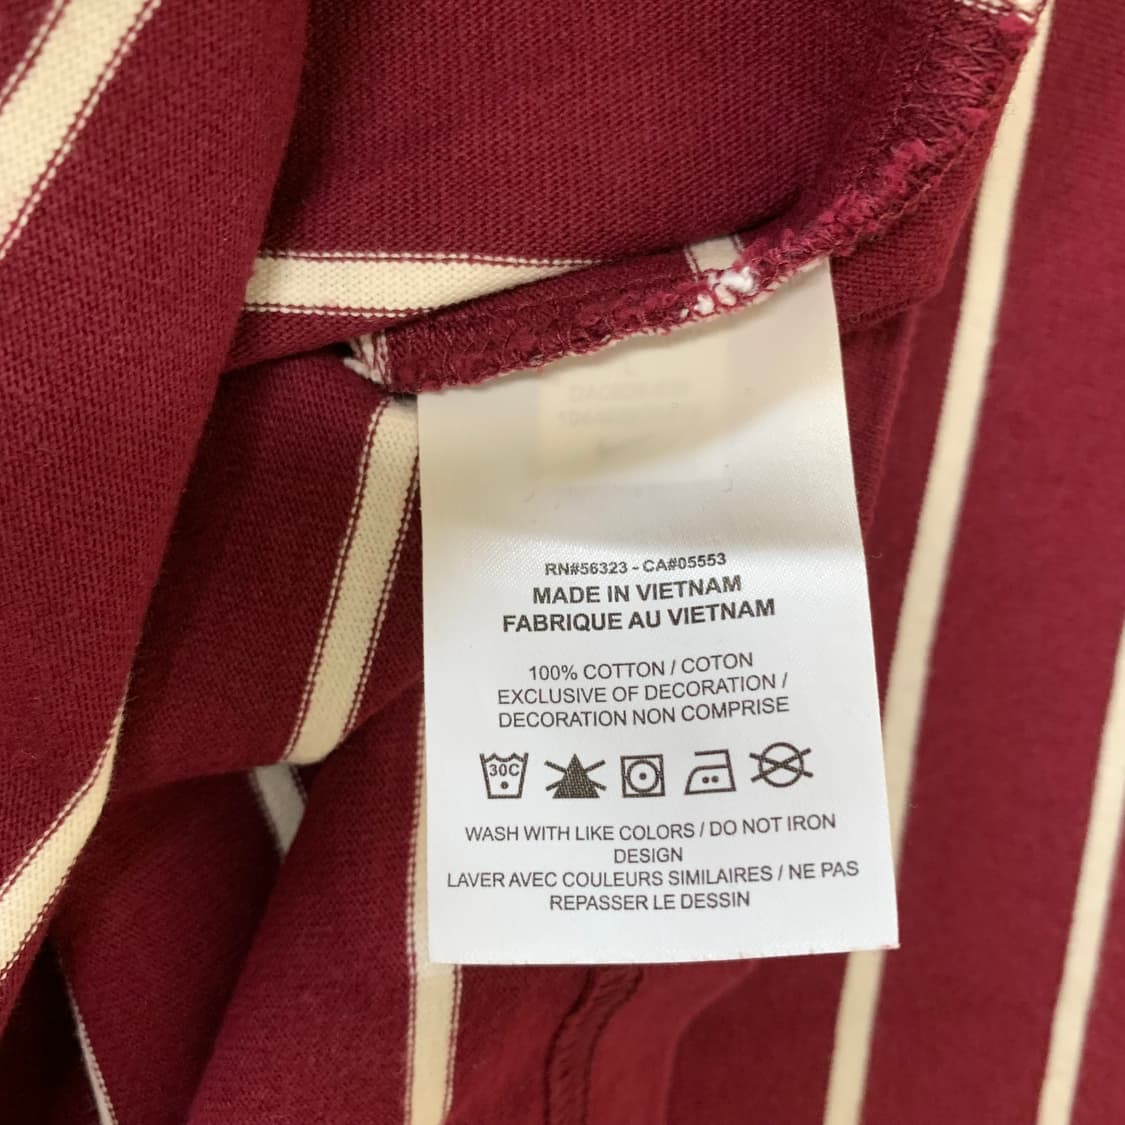 RN#56323 - CA#05553
MADE IN VIETNAM
FABRIQUE AU VIETNAM
100% COTTON / COTON
EXCLUSIVE OF DECORATION /
DECORATION NON COMPRISE
30C
WASH WITH LIKE COLORS / DO NOT IRON
DESIGN
LAVER AVEC COULEURS SIMILAIRES / NE PAS
REPASSER LE DESSIN